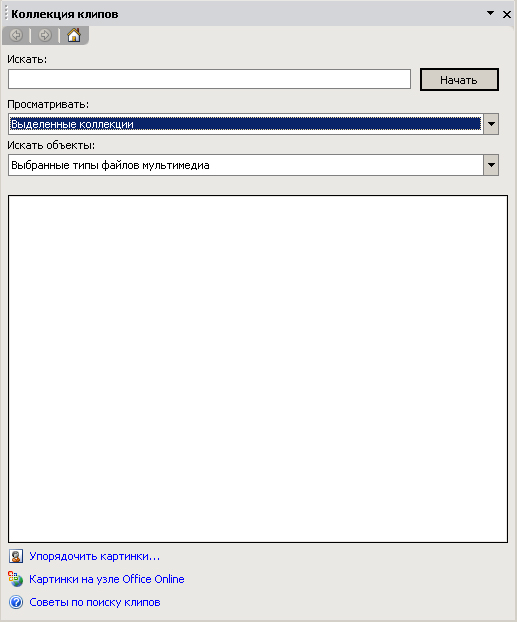 Коллекция клипов
Искать:
Начать
Просматривать:
Выделенные коллекции
Искать объекты:
Выбранные типы файлов мультимедиа
Упорядочить картинки...
Картинки на узле Office Online
Советы по поиску клипов